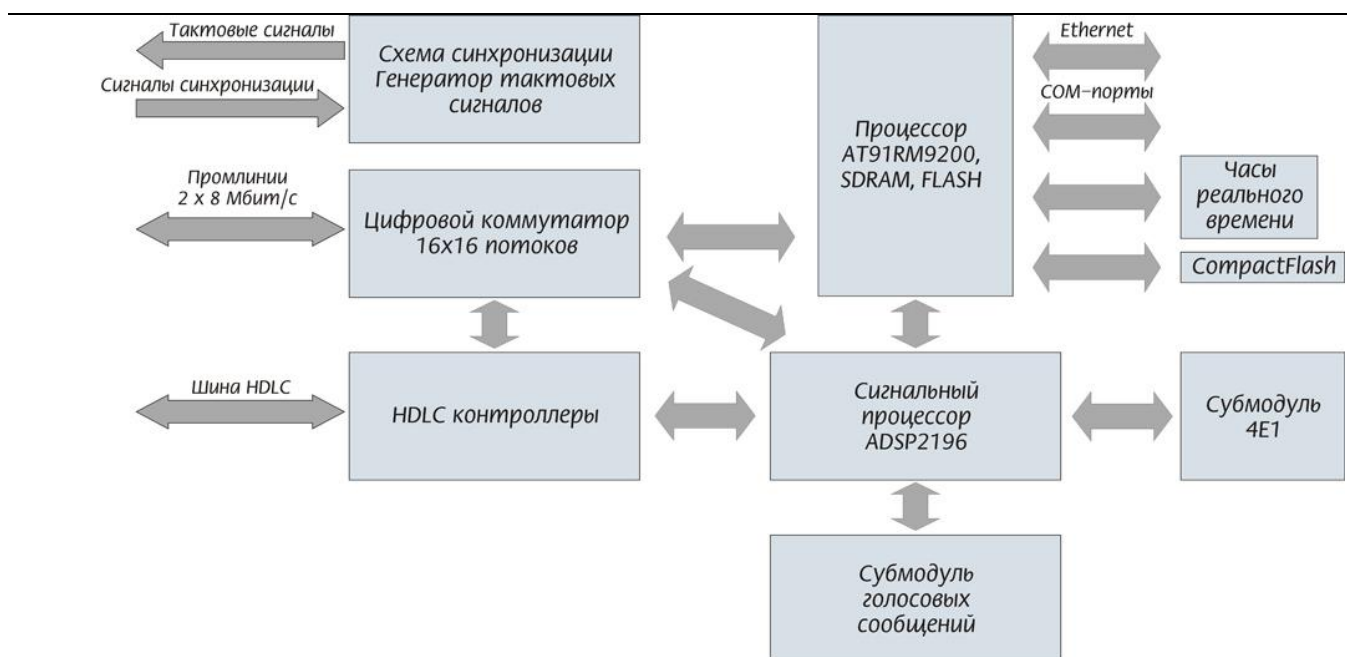 Тактовые сигналы
Сигналы синхронизации
Схема синхронизации
Генератор тактовых
сигналов
Процессор
AT91RM9200,
SDRAM, FLASH
Ethernet
COM-порты
Часы
реального
времени
CompactFlash
Промлинии
2 x 8 Мбит/с
Цифровой коммутатор
16x16 потоков
Шина HDLC
HDLC контроллеры
Сигнальный
процессор
ADSP2196
Субмодуль
4E1
Субмодуль
голосовых
сообщений